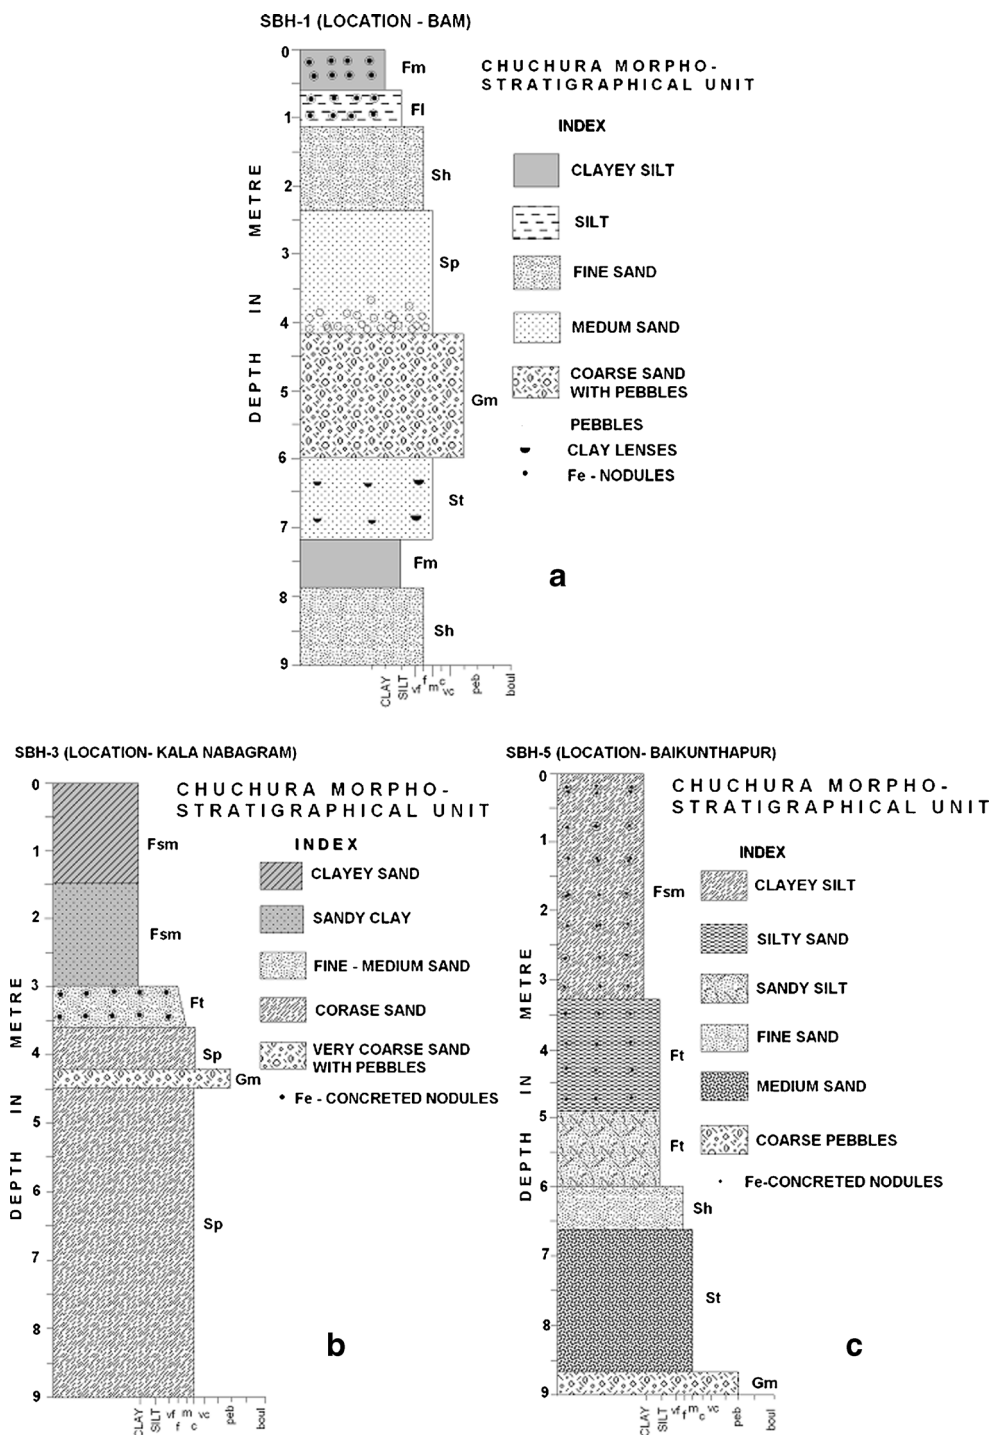 SBH-1 (LOCATION - BAM)
CHUCHURA MORPHO-
STRATIGRAPHICAL UNIT
INDEX
CLAYEY SILT
SILT
FINE SAND
MEDUM SAND
COARSE SAND
WITH PEBBLES
PEBBLES
CLAY LENSES
Fe - NODULES
DEPTH IN METRE
0
1
2
3
4
5
6
7
8
9
Fm
Fl
Sh
Sp
Gm
St
Fm
Sh
CLAY
SILT
vf
f
m
c
vc
peb
boul
a
SBH-3 (LOCATION- KALA NABAGRAM)
CHUCHURA MORPHO-
STRATIGRAPHICAL UNIT
INDEX
CLAYEY SAND
SANDY CLAY
FINE - MEDIUM SAND
CORASE SAND
VERY COARSE SAND
WITH PEBBLES
Fe - CONCRETED NODULES
DEPTH IN METRE
0
1
2
3
4
5
6
7
8
9
Fsm
Fsm
Ft
Sp
Gm
Sp
CLAY
SILT
vf
f
m
c
vc
peb
boul
b
SBH-5 (LOCATION- BAIKUNTHAPUR)
CHUCHURA MORPHO-
STRATIGRAPHICAL UNIT
INDEX
CLAYEY SILT
SILTY SAND
SANDY SILT
FINE SAND
MEDIUM SAND
COARSE PEBBLES
Fe-CONCRETED NODULES
DEPTH IN METRE
0
1
2
3
4
5
6
7
8
9
Fsm
Ft
Ft
Sh
St
Gm
CLAY
SILT
vf
f
m
c
vc
peb
boul
c